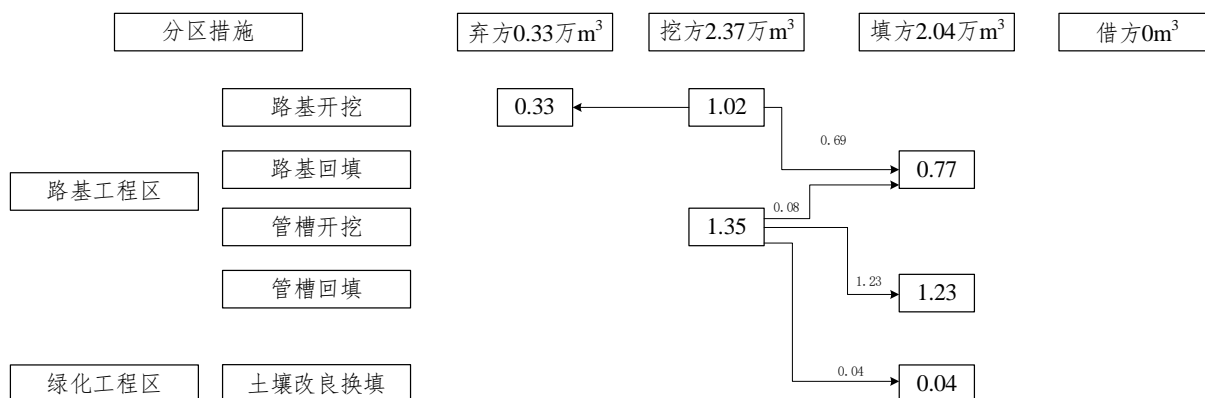 分区措施
弃方0.33万m³
挖方2.37万m³
填方2.04万m³
借方0m³
路基开挖
0.33
1.02
0.69
路基工程区
路基回填
0.77
0.08
管槽开挖
1.35
管槽回填
1.23
1.23
绿化工程区
土壤改良换填
0.04
0.04